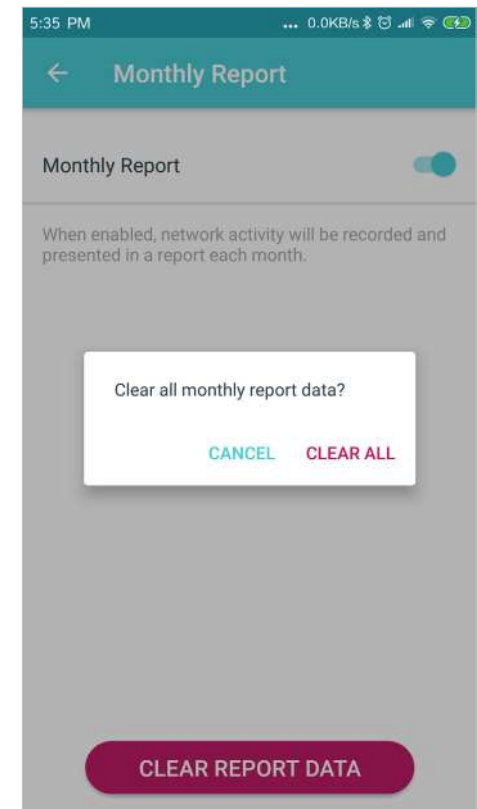 5:35 PM ... 0.0KB/s
Monthly Report
Monthly Report
When enabled, network activity will be recorded and
presented in a report each month.
Clear all monthly report data?
CANCEL CLEAR ALL
CLEAR REPORT DATA